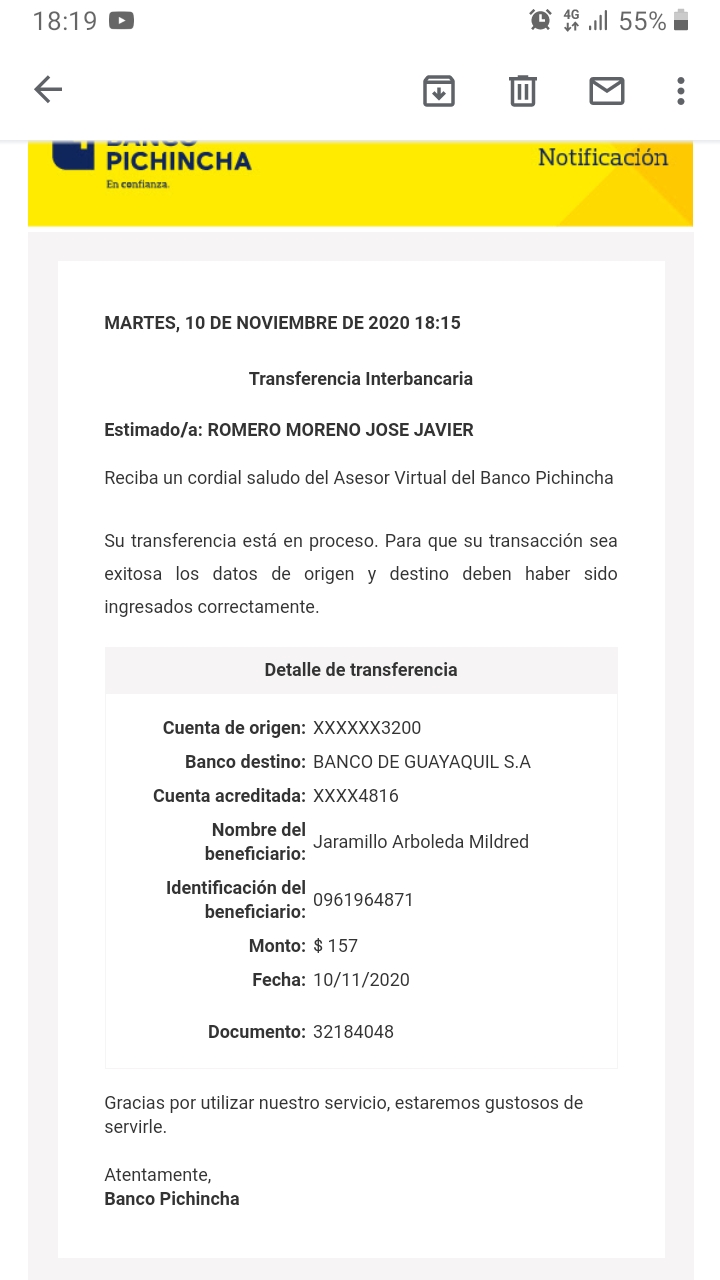 18:19
4G
55%
BANCO
PICHINCHA
En confianza.
Notificación
MARTES, 10 DE NOVIEMBRE DE 2020 18:15
Transferencia Interbancaria
Estimado/a: ROMERO MORENO JOSE JAVIER
Reciba un cordial saludo del Asesor Virtual del Banco Pichincha
Su transferencia está en proceso. Para que su transacción sea
exitosa los datos de origen y destino deben haber sido
ingresados correctamente.
Detalle de transferencia
Cuenta de origen: XXXXXX3200
Banco destino: BANCO DE GUAYAQUIL S.A
Cuenta acreditada: XXXX4816
Nombre del
beneficiario: Jaramillo Arboleda Mildred
Identificación del
beneficiario: 0961964871
Monto: $ 157
Fecha: 10/11/2020
Documento: 32184048
Gracias por utilizar nuestro servicio, estaremos gustosos de
servirle.
Atentamente,
Banco Pichincha